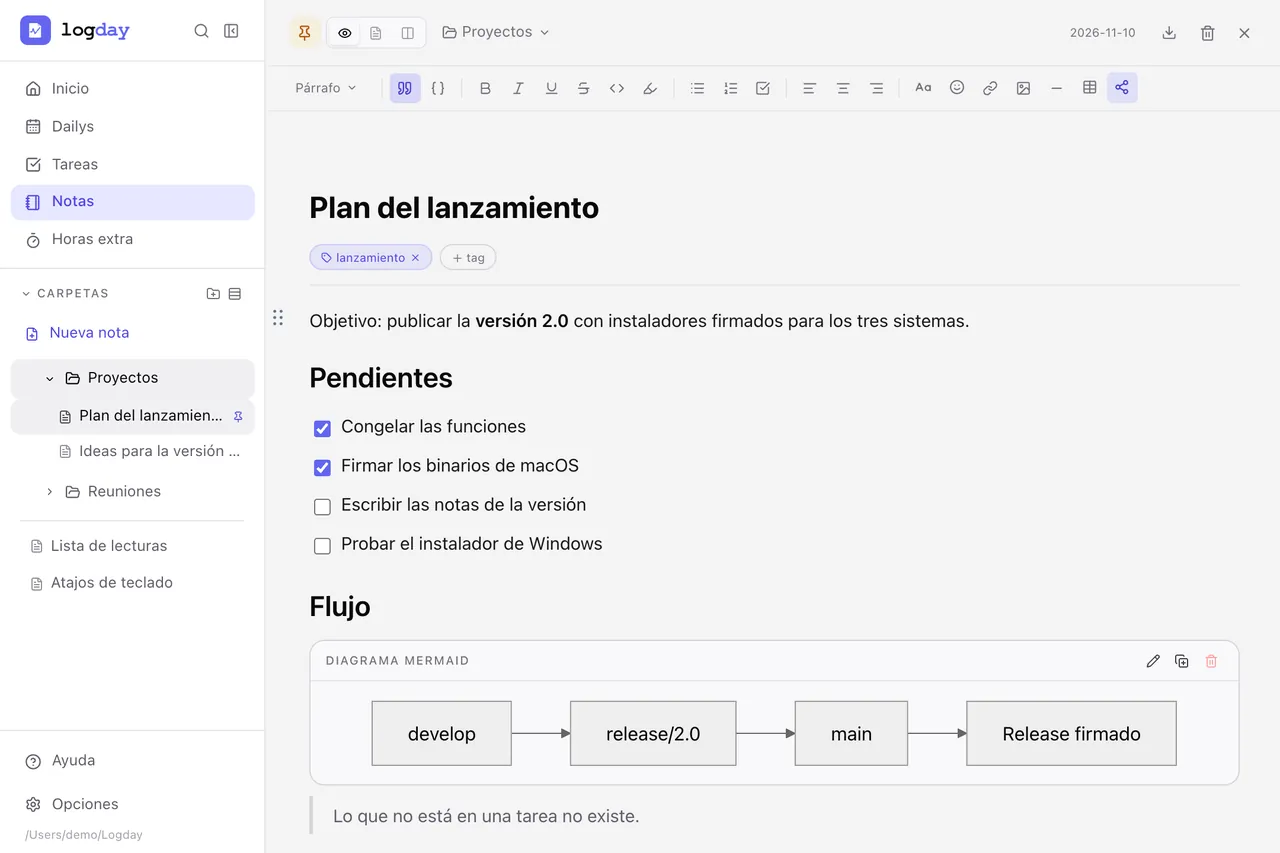 logday
Inicio
Dailys
Tareas
Notas
Horas extra
CARPETAS
Nueva nota
Proyectos
Plan del lanzamien...
Ideas para la versión ...
Reuniones
Lista de lecturas
Atajos de teclado
Ayuda
Opciones
/Users/demo/Logday
Proyectos
2026-11-10
Párrafo
{ } B I U S Aa
Plan del lanzamiento
lanzamiento × + tag
Objetivo: publicar la versión 2.0 con instaladores firmados para los tres sistemas.
Pendientes
Congelar las funciones
Firmar los binarios de macOS
Escribir las notas de la versión
Probar el instalador de Windows
Flujo
DIAGRAMA MERMAID
develop release/2.0 main Release firmado
Lo que no está en una tarea no existe.